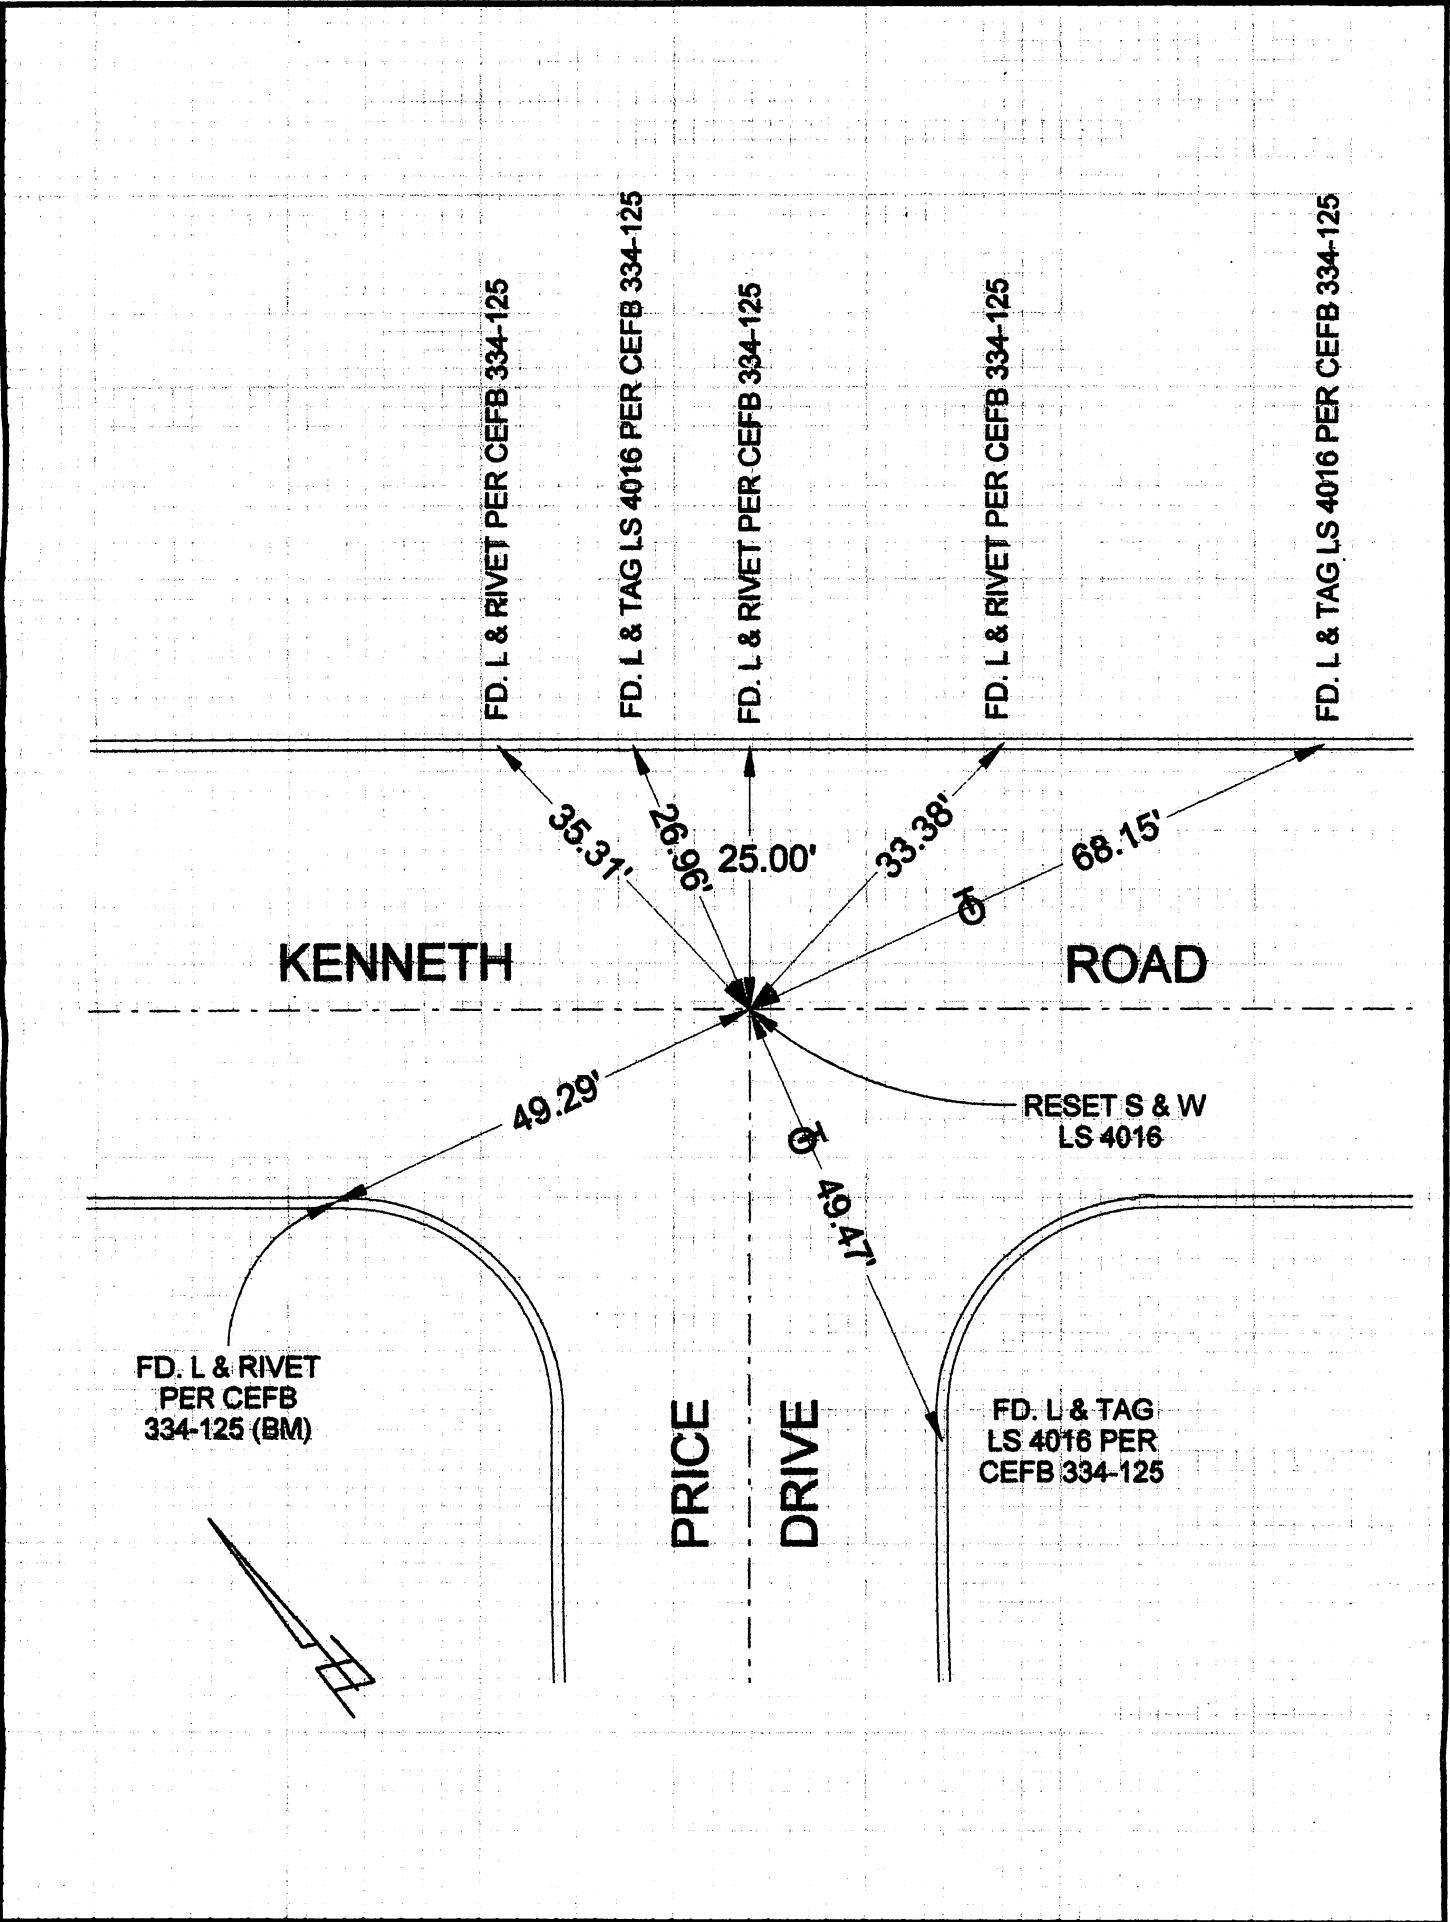 FD. L & RIVET PER CEFB 334-125
FD. L & TAG LS 4016 PER CEFB 334-125
FD. L & RIVET PER CEFB 334-125
FD. L & RIVET PER CEFB 334-125
FD. L & TAG LS 4016 PER CEFB 334-125
35.31'
26.96'
25.00'
33.38'
68.15'
KENNETH ROAD
49.29'
RESET S & W
LS 4016
49.47'
FD. L & RIVET
PER CEFB
334-125 (BM)
PRICE
DRIVE
FD. L & TAG
LS 4016 PER
CEFB 334-125